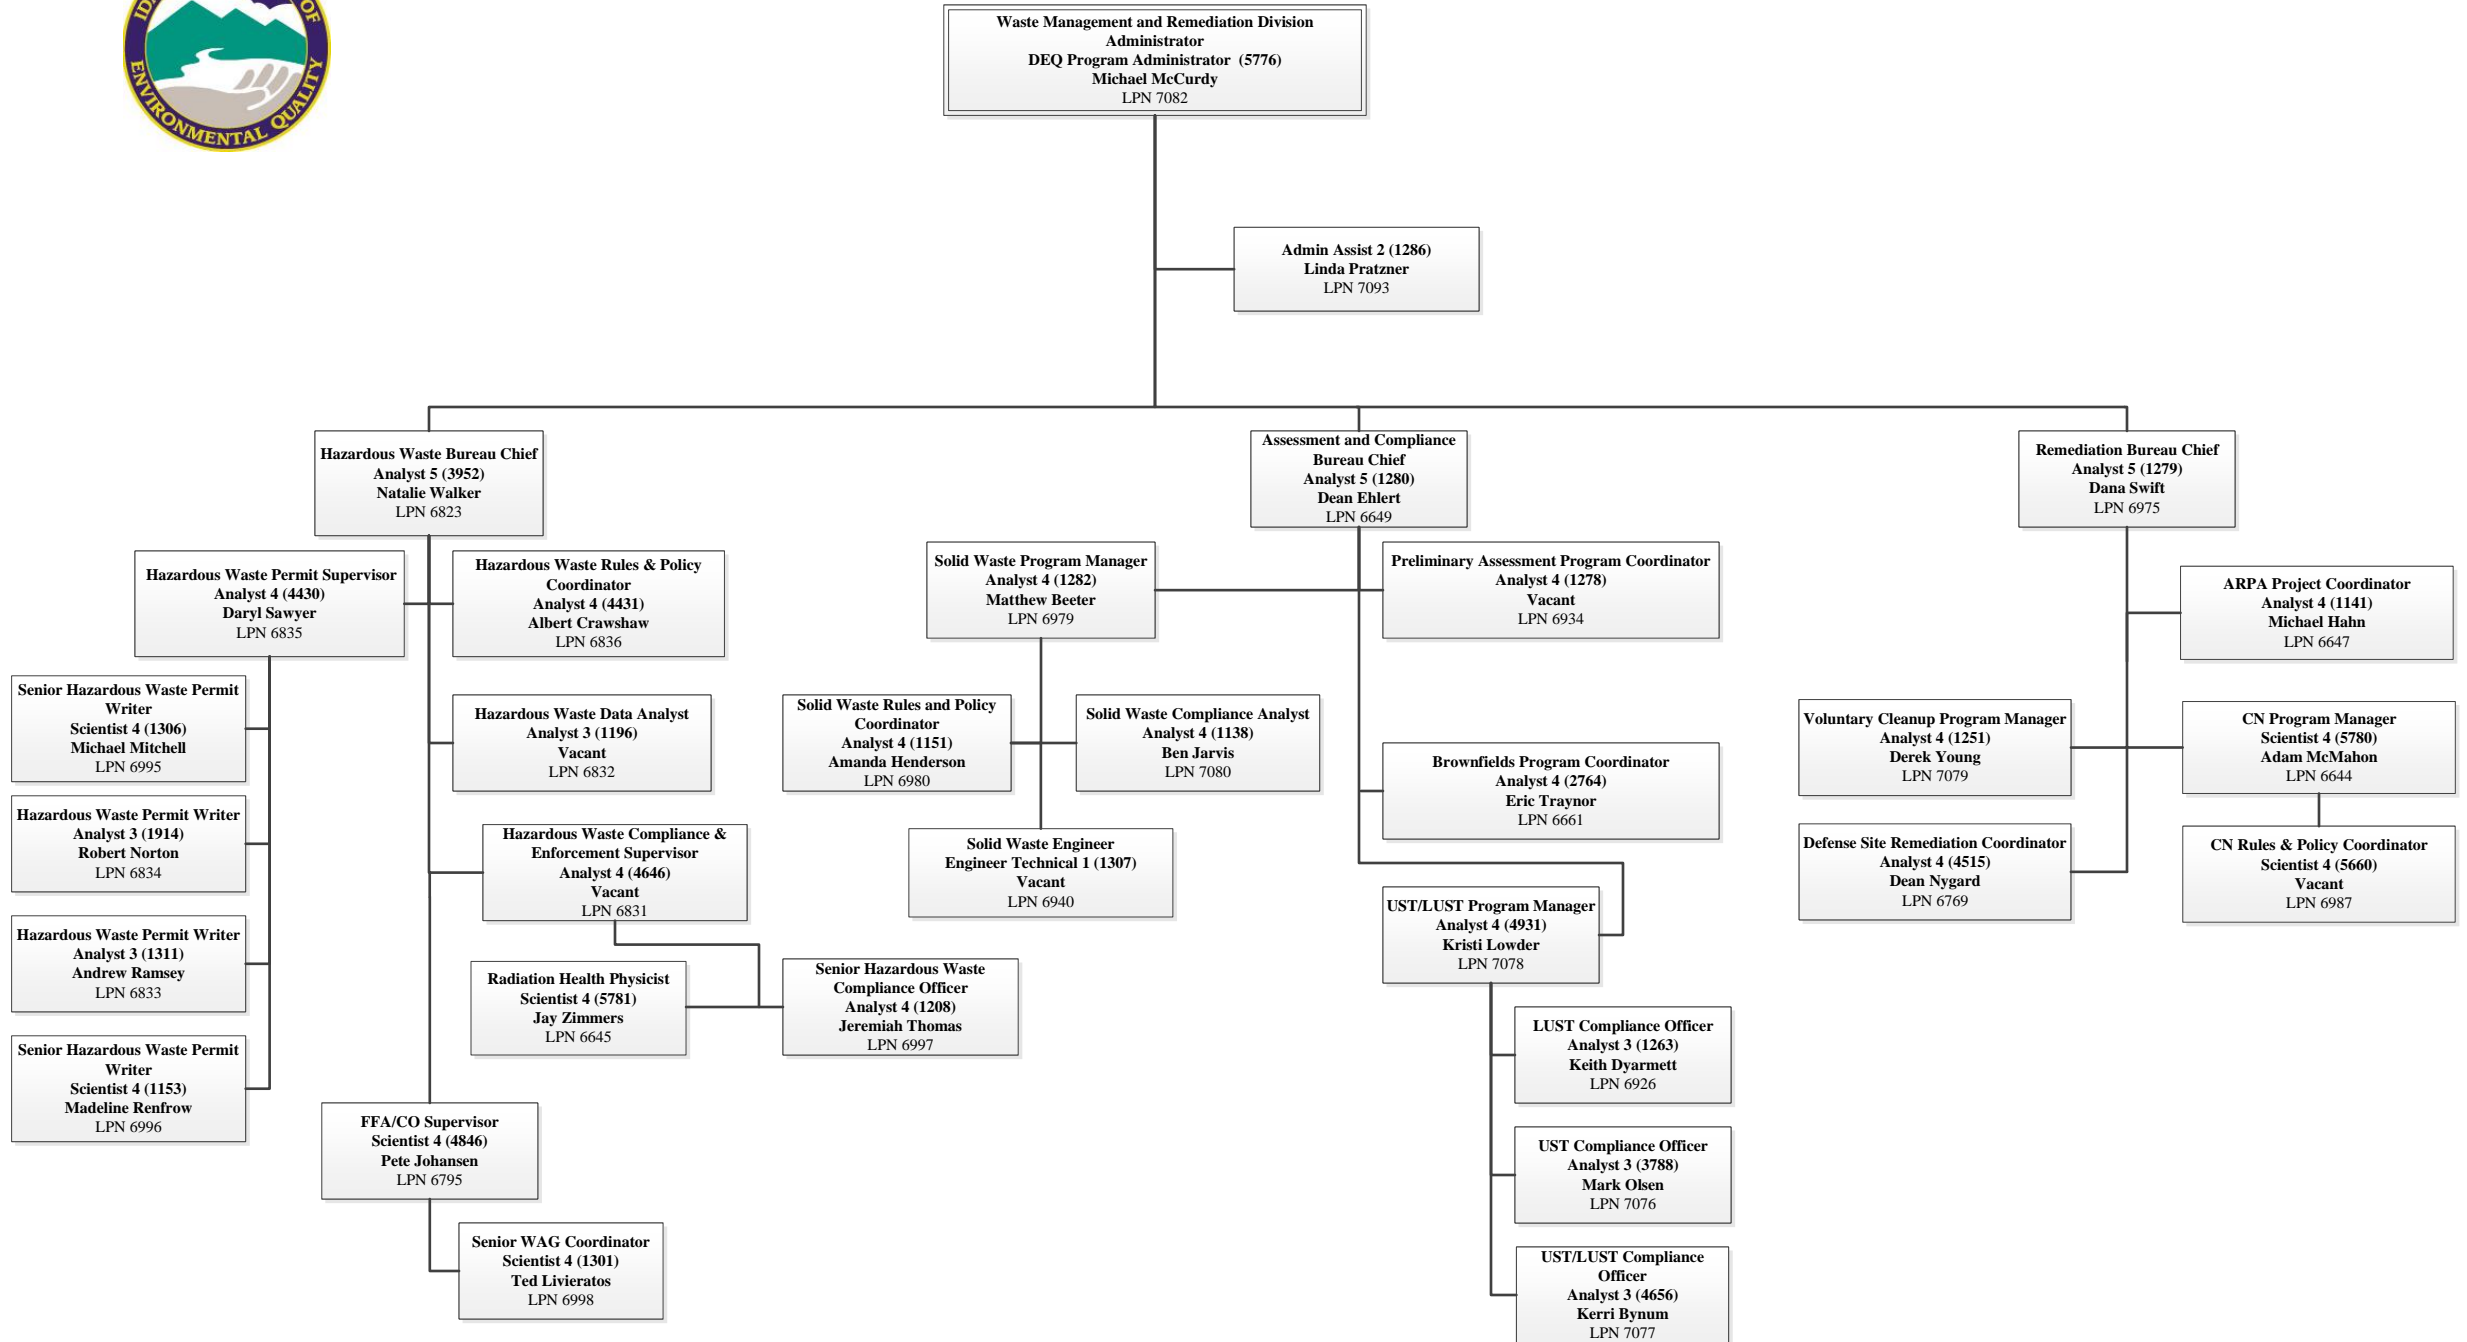 OF
ENVIRONMENTAL QUALITY
Waste Management and Remediation Division
Administrator
DEQ Program Administrator (5776)
Michael McCurdy
LPN 7082
Admin Assist 2 (1286)
Linda Pratzner
LPN 7093
Hazardous Waste Bureau Chief
Analyst 5 (3952)
Natalie Walker
LPN 6823
Assessment and Compliance
Bureau Chief
Analyst 5 (1280)
Dean Ehlert
LPN 6649
Remediation Bureau Chief
Analyst 5 (1279)
Dana Swift
LPN 6975
Hazardous Waste Permit Supervisor
Analyst 4 (4430)
Daryl Sawyer
LPN 6835
Hazardous Waste Rules & Policy
Coordinator
Analyst 4 (4431)
Albert Crawshaw
LPN 6836
Senior Hazardous Waste Permit
Writer
Scientist 4 (1306)
Michael Mitchell
LPN 6995
Hazardous Waste Permit Writer
Analyst 3 (1914)
Robert Norton
LPN 6834
Hazardous Waste Permit Writer
Analyst 3 (1311)
Andrew Ramsey
LPN 6833
Senior Hazardous Waste Permit
Writer
Scientist 4 (1153)
Madeline Renfrow
LPN 6996
Hazardous Waste Data Analyst
Analyst 3 (1196)
Vacant
LPN 6832
Hazardous Waste Compliance &
Enforcement Supervisor
Analyst 4 (4646)
Vacant
LPN 6831
Radiation Health Physicist
Scientist 4 (5781)
Jay Zimmers
LPN 6645
Senior Hazardous Waste
Compliance Officer
Analyst 4 (1208)
Jeremiah Thomas
LPN 6997
FFA/CO Supervisor
Scientist 4 (4846)
Pete Johansen
LPN 6795
Senior WAG Coordinator
Scientist 4 (1301)
Ted Livieratos
LPN 6998
Solid Waste Program Manager
Analyst 4 (1282)
Matthew Beeter
LPN 6979
Preliminary Assessment Program Coordinator
Analyst 4 (1278)
Vacant
LPN 6934
Solid Waste Rules and Policy
Coordinator
Analyst 4 (1151)
Amanda Henderson
LPN 6980
Solid Waste Compliance Analyst
Analyst 4 (1138)
Ben Jarvis
LPN 7080
Solid Waste Engineer
Engineer Technical 1 (1307)
Vacant
LPN 6940
Brownfields Program Coordinator
Analyst 4 (2764)
Eric Traynor
LPN 6661
UST/LUST Program Manager
Analyst 4 (4931)
Kristi Lowder
LPN 7078
LUST Compliance Officer
Analyst 3 (1263)
Keith Dyarmett
LPN 6926
UST Compliance Officer
Analyst 3 (3788)
Mark Olsen
LPN 7076
UST/LUST Compliance
Officer
Analyst 3 (4656)
Kerri Bynum
LPN 7077
ARPA Project Coordinator
Analyst 4 (1141)
Michael Hahn
LPN 6647
Voluntary Cleanup Program Manager
Analyst 4 (1251)
Derek Young
LPN 7079
CN Program Manager
Scientist 4 (5780)
Adam McMahon
LPN 6644
Defense Site Remediation Coordinator
Analyst 4 (4515)
Dean Nygard
LPN 6769
CN Rules & Policy Coordinator
Scientist 4 (5660)
Vacant
LPN 6987